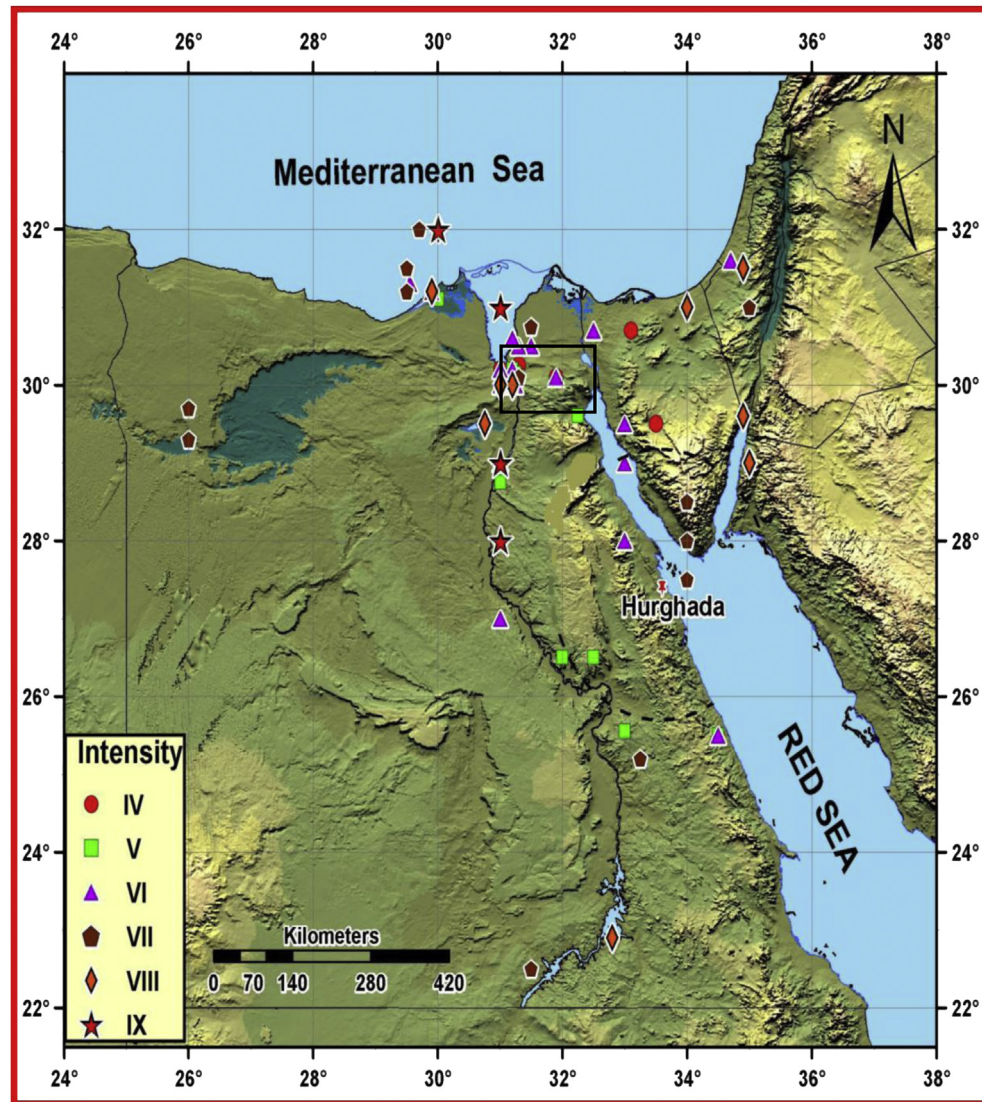 24° 26° 28° 30° 32° 34° 36° 38°
N
Mediterranean Sea
32° 32°
30° 30°
28° 28°
Hurghada
26° 26°
RED SEA
Intensity
IV
V
VI
VII
VIII
IX
24° 24°
Kilometers
0 70 140 280 420
22° 22°
24° 26° 28° 30° 32° 34° 36° 38°